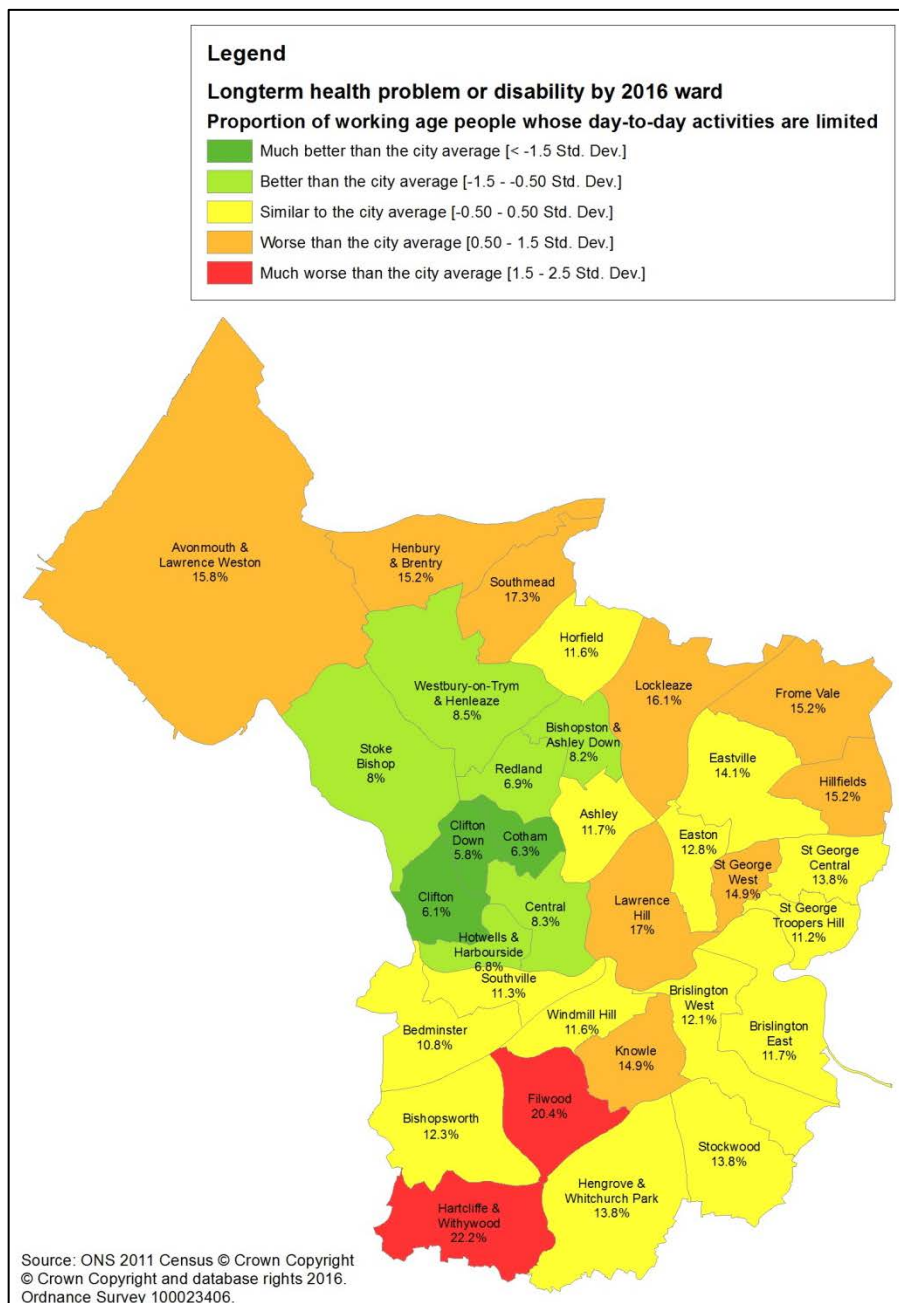 Legend
Longterm health problem or disability by 2016 ward
Proportion of working age people whose day-to-day activities are limited
Much better than the city average [< -1.5 Std. Dev.]
Better than the city average [-1.5 - -0.50 Std. Dev.]
Similar to the city average [-0.50 - 0.50 Std. Dev.]
Worse than the city average [0.50 - 1.5 Std. Dev.]
Much worse than the city average [1.5 - 2.5 Std. Dev.]
Avonmouth &
Lawrence Weston
15.8%
Henbury
& Brentry
15.2%
Southmead
17.3%
Horfield
11.6%
Lockleaze
16.1%
Frome Vale
15.2%
Westbury-on-Trym
& Henleaze
8.5%
Bishopston &
Ashley Down
8.2%
Eastville
14.1%
Stoke
Bishop
8%
Redland
6.9%
Hillfields
15.2%
Ashley
11.7%
Clifton
Down
5.8%
Cotham
6.3%
Easton
12.8%
St George
Central
13.8%
St George
West
14.9%
Clifton
6.1%
Central
8.3%
Lawrence
Hill
17%
St George
Troopers Hill
11.2%
Hotwells &
Harbourside
6.8%
Southville
11.3%
Brislington
West
12.1%
Windmill Hill
11.6%
Bedminster
10.8%
Brislington
East
11.7%
Knowle
14.9%
Filwood
20.4%
Bishopsworth
12.3%
Stockwood
13.8%
Hengrove &
Whitchurch Park
13.8%
Hartcliffe &
Withywood
22.2%
Source: ONS 2011 Census © Crown Copyright
© Crown Copyright and database rights 2016.
Ordnance Survey 100023406.